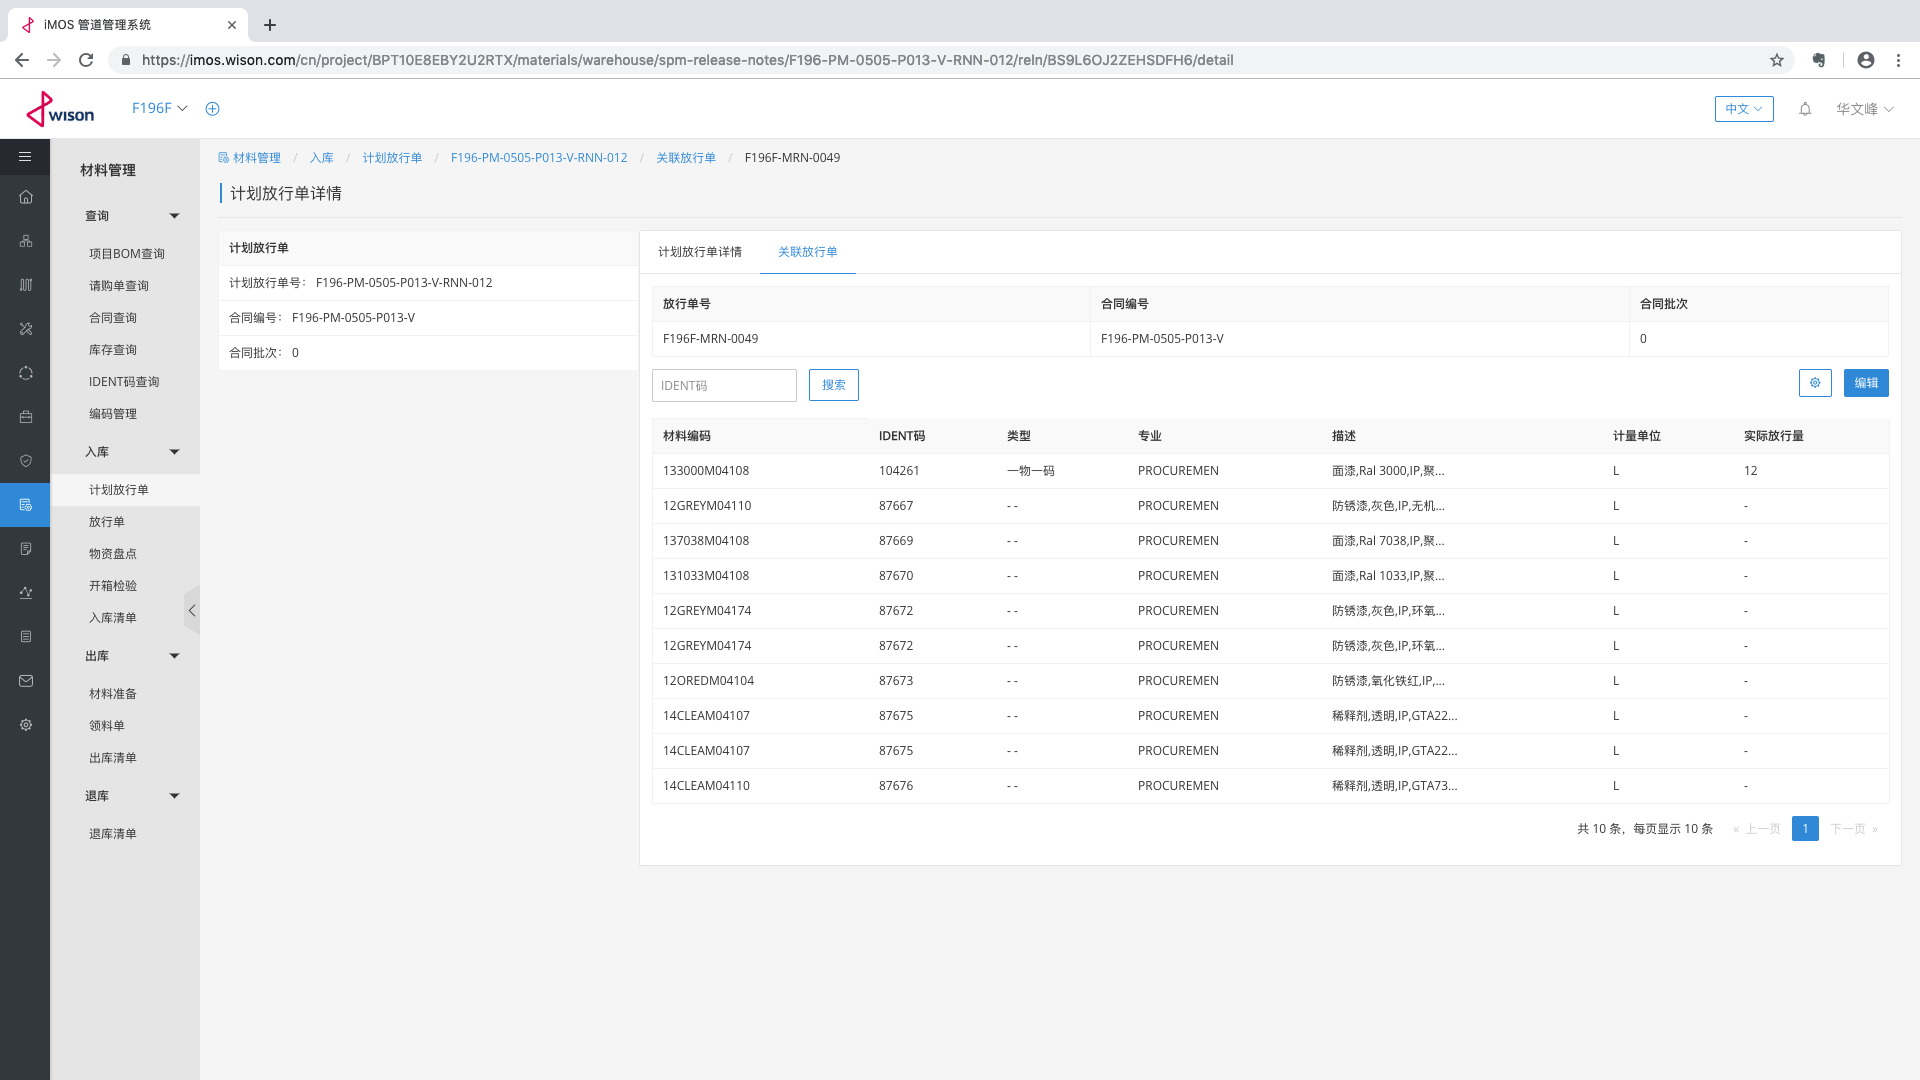 iMOS 管道管理系统
https://imos.wison.com/cn/project/BPT10E8EBY2U2RTX/materials/warehouse/spm-release-notes/F196-PM-0505-P013-V-RNN-012/reln/BS9L6OJ2ZEHSDFH6/detail
wison F196F 中文 华文峰
材料管理 / 入库 / 计划放行单 / F196-PM-0505-P013-V-RNN-012 / 关联放行单 / F196F-MRN-0049
计划放行单详情
材料管理
查询
项目BOM查询
请购单查询
合同查询
库存查询
IDENT码查询
编码管理
入库
计划放行单
放行单
物资盘点
开箱检验
入库清单
出库
材料准备
领料单
出库清单
退库
退库清单
计划放行单
计划放行单号： F196-PM-0505-P013-V-RNN-012
合同编号： F196-PM-0505-P013-V
合同批次： 0
计划放行单详情 关联放行单
放行单号 合同编号 合同批次
F196F-MRN-0049 F196-PM-0505-P013-V 0
IDENT码 搜索 编辑
材料编码 IDENT码 类型 专业 描述 计量单位 实际放行量
133000M04108 104261 一物一码 PROCUREMEN 面漆,Ral 3000,IP,聚... L 12
12GREYM04110 87667 - - PROCUREMEN 防锈漆,灰色,IP,无机... L -
137038M04108 87669 - - PROCUREMEN 面漆,Ral 7038,IP,聚... L -
131033M04108 87670 - - PROCUREMEN 面漆,Ral 1033,IP,聚... L -
12GREYM04174 87672 - - PROCUREMEN 防锈漆,灰色,IP,环氧... L -
12GREYM04174 87672 - - PROCUREMEN 防锈漆,灰色,IP,环氧... L -
12OREDM04104 87673 - - PROCUREMEN 防锈漆,氧化铁红,IP,... L -
14CLEAM04107 87675 - - PROCUREMEN 稀释剂,透明,IP,GTA22... L -
14CLEAM04107 87675 - - PROCUREMEN 稀释剂,透明,IP,GTA22... L -
14CLEAM04110 87676 - - PROCUREMEN 稀释剂,透明,IP,GTA73... L -
共 10 条，每页显示 10 条 « 上一页 1 下一页 »